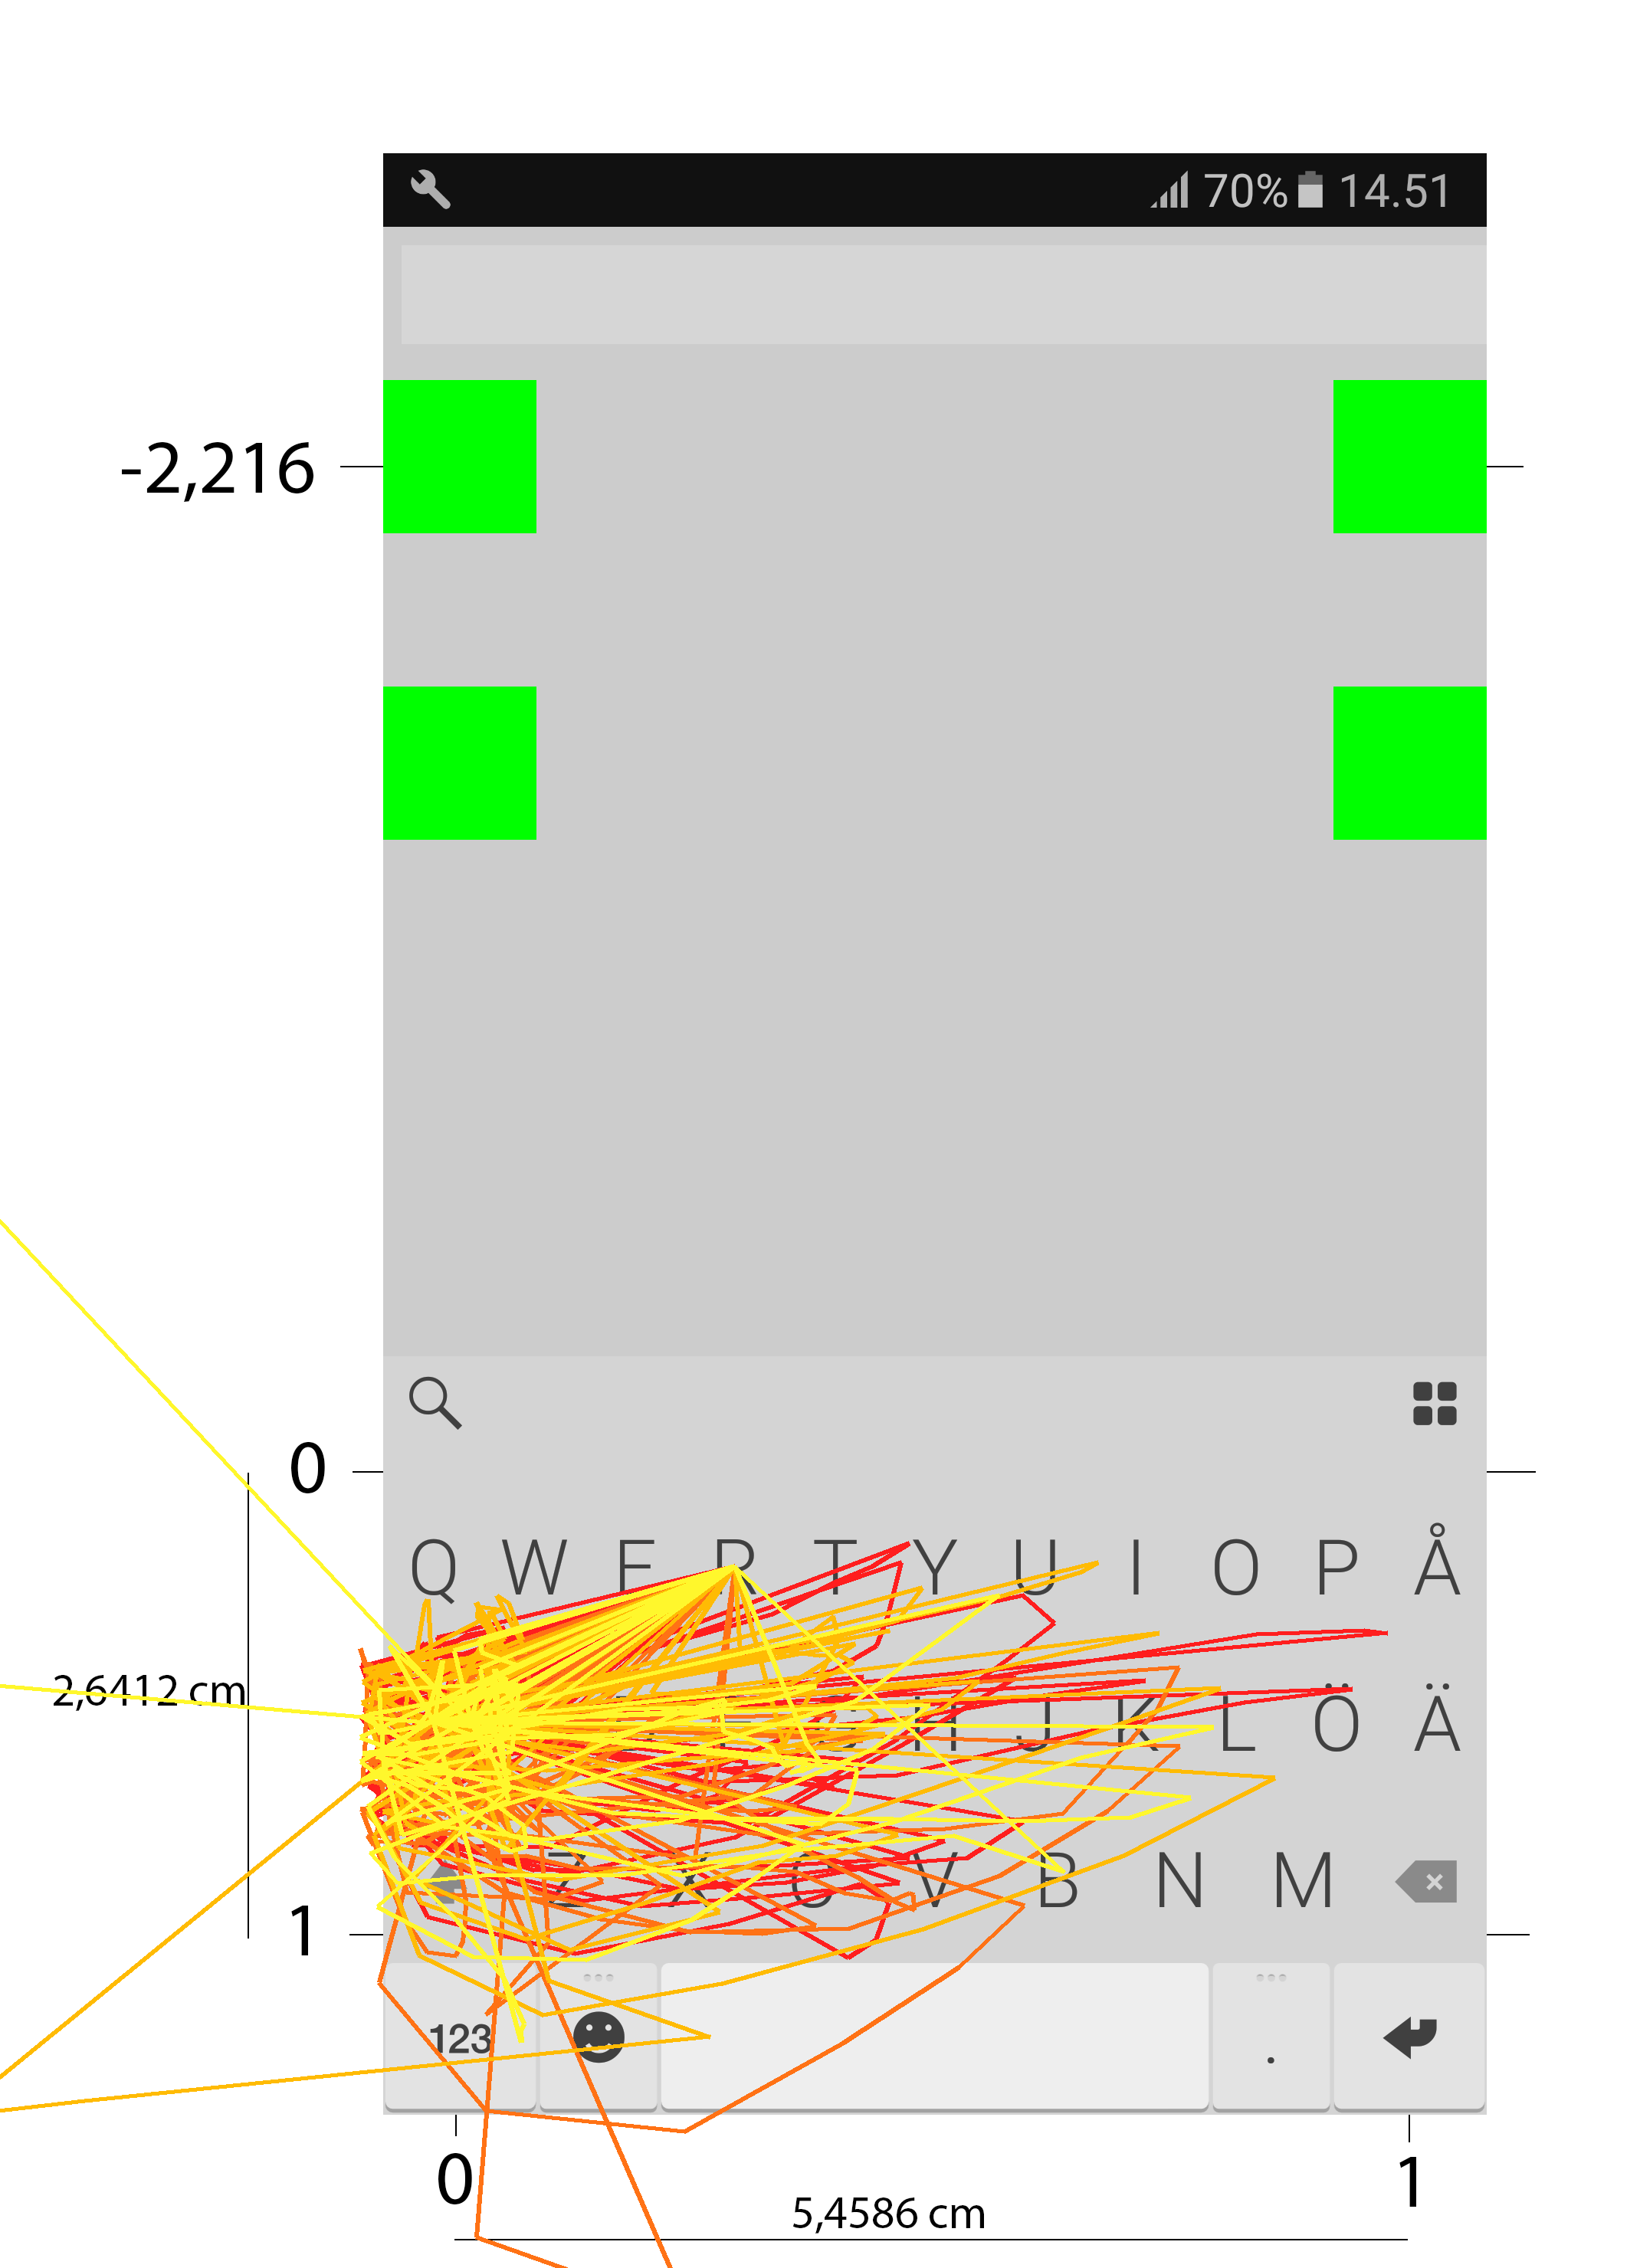 70% 14.51
-2,216
0
Q W E R T Y U I O P Å
2,6412 cm
H J K L Ö Ä
Z X C V B N M
1
123 .
0 1
5,4586 cm